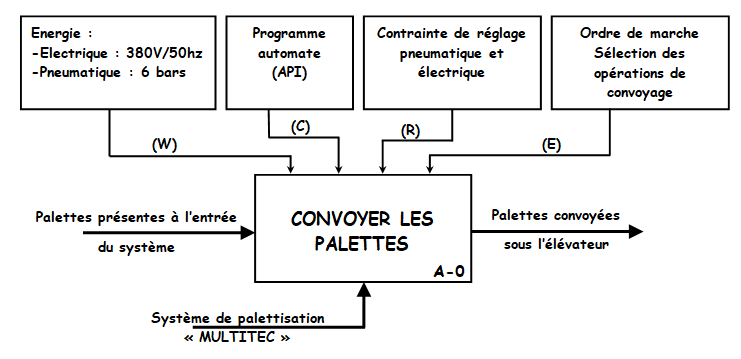 Energie :
-Electrique : 380V/50hz
-Pneumatique : 6 bars
Programme
automate
(API)
Contrainte de réglage
pneumatique et
électrique
Ordre de marche
Sélection des
opérations de
convoyage
(W)
(C)
(R)
(E)
Palettes présentes à l'entrée
du système
CONVOYER LES
PALETTES
A-0
Palettes convoyées
sous l'élévateur
Système de palettisation
« MULTITEC »